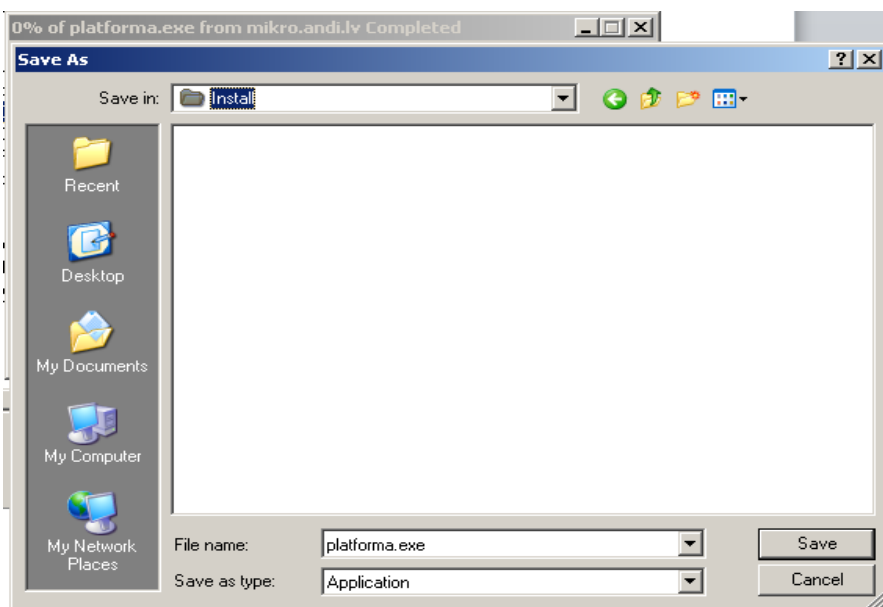 0% of platforma.exe from mikro.andi.lv Completed
Save As
Save in:
Install
Recent
Desktop
My Documents
My Computer
My Network
Places
File name:
platforma.exe
Save
Save as type:
Application
Cancel